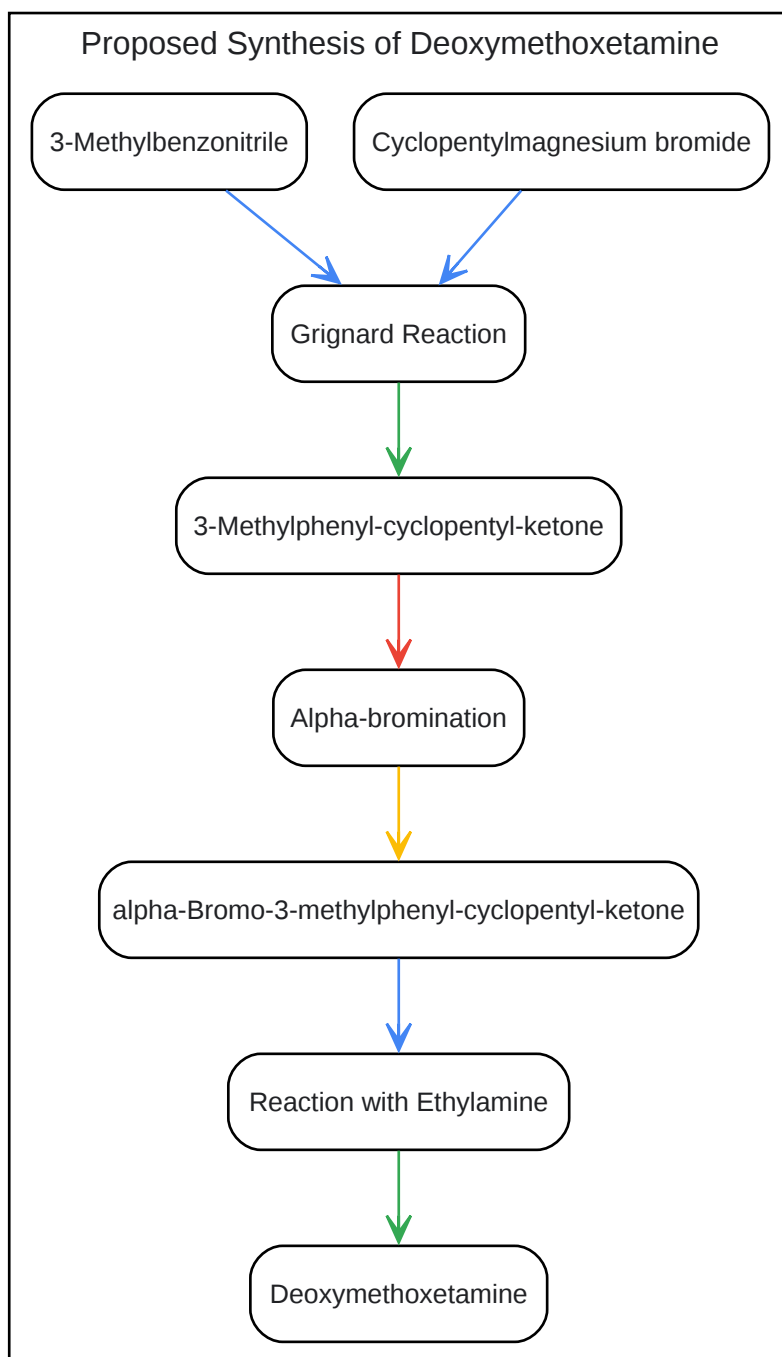 Proposed Synthesis of Deoxymethoxetamine
3-Methylbenzonitrile
Cyclopentylmagnesium bromide
Grignard Reaction
3-Methylphenyl-cyclopentyl-ketone
Alpha-bromination
alpha-Bromo-3-methylphenyl-cyclopentyl-ketone
Reaction with Ethylamine
Deoxymethoxetamine